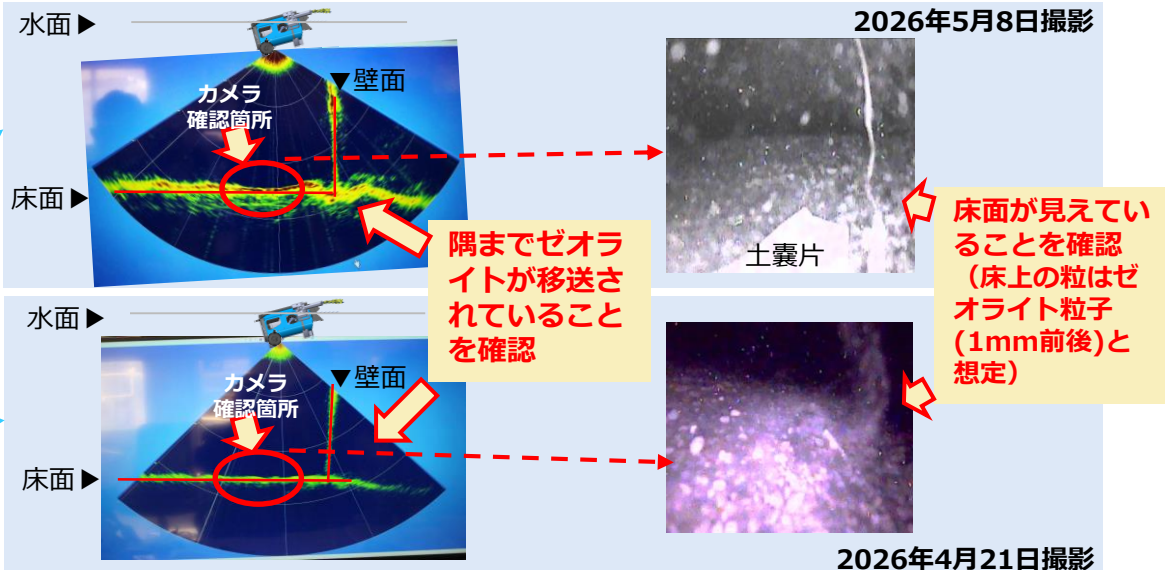 水面▶
2026年5月8日撮影
▼壁面
カメラ
確認箇所
床面▶
土嚢片
隅までゼオラ
イトが移送さ
れていること
を確認
床面が見えてい
ることを確認
（床上の粒はゼ
オライト粒子
(1mm前後)と
想定）
水面▶
カメラ
確認箇所
▼壁面
床面▶
2026年4月21日撮影